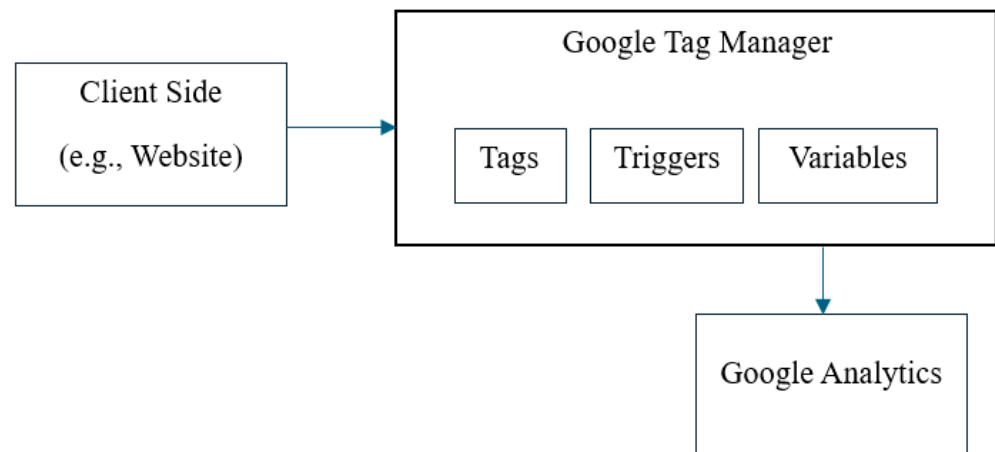 Google Tag Manager
Client Side
(e.g., Website)
Tags
Triggers
Variables
Google Analytics